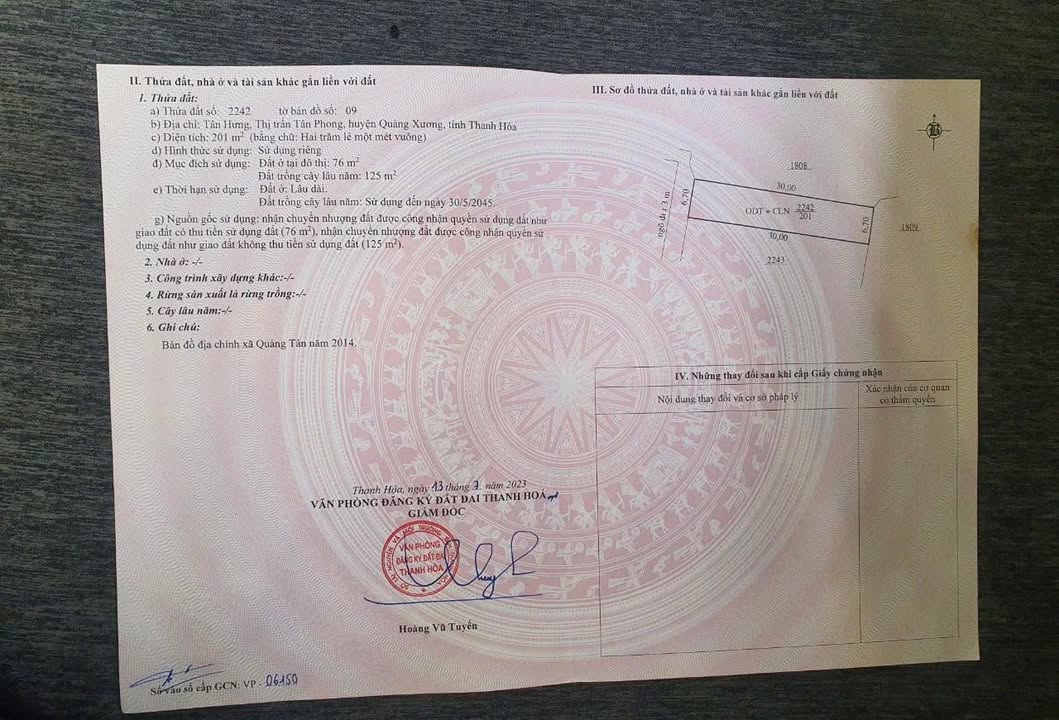 II. Thửa đất, nhà ở và tài sản khác gắn liền với đất
1. Thửa đất:
a) Thửa đất số: 2242 tờ bản đồ số: 09
b) Địa chỉ: Tân Hưng, Thị trấn Tân Phong, huyện Quảng Xương, tỉnh Thanh Hóa
c) Diện tích: 201 m² (bằng chữ: Hai trăm lẻ một mét vuông)
d) Hình thức sử dụng: Sử dụng riêng
đ) Mục đích sử dụng: Đất ở tại đô thị: 76 m²
Đất trồng cây lâu năm: 125 m²
e) Thời hạn sử dụng: Đất ở: Lâu dài.
Đất trồng cây lâu năm: Sử dụng đến ngày 30/5/2045.
g) Nguồn gốc sử dụng: nhận chuyển nhượng đất được công nhận quyền sử dụng đất như
giao đất có thu tiền sử dụng đất (76 m²), nhận chuyển nhượng đất được công nhận quyền sử
dụng đất như giao đất không thu tiền sử dụng đất (125 m²).
2. Nhà ở: -/-
3. Công trình xây dựng khác:-/-
4. Rừng sản xuất là rừng trồng:-/-
5. Cây lâu năm:-/-
6. Ghi chú:
Bản đồ địa chính xã Quảng Tân năm 2014.
Thanh Hóa, ngày 13 tháng 7 năm 2023
VĂN PHÒNG ĐĂNG KÝ ĐẤT ĐAI THANH HOÁ
GIÁM ĐỐC
VĂN PHÒNG
ĐĂNG KÝ ĐẤT ĐAI
THANH HÓA
Hoàng Vũ Tuyến
Số vào sổ cấp GCN: VP - 06150
III. Sơ đồ thửa đất, nhà ở và tài sản khác gắn liền với đất
B
1808
30,00
6,70
ngõ đi r 3 m
ODT + CLN 2242
201
6,70
1809
30,00
2243
IV. Những thay đổi sau khi cấp Giấy chứng nhận
Nội dung thay đổi và cơ sở pháp lý
Xác nhận của cơ quan
có thẩm quyền